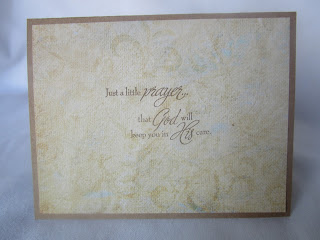 Just a little prayer,
that God will
keep you in His care.